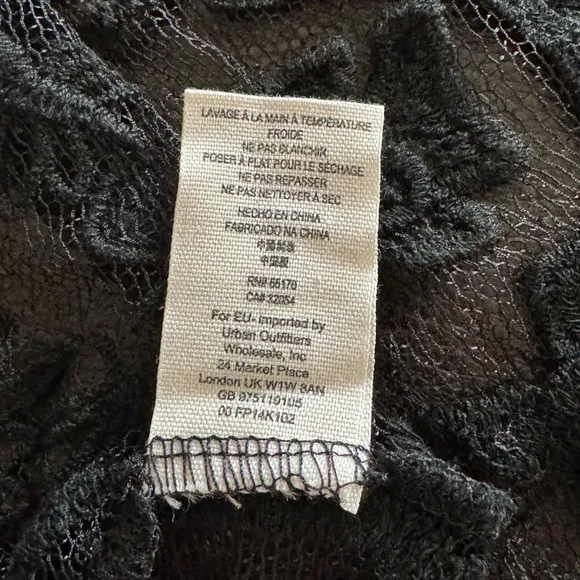 LAVAGE À LA MAIN À TEMPÉRATURE
FROIDE
NE PAS BLANCHIR
POSER À PLAT POUR LE SÉCHAGE
NE PAS REPASSER
NE PAS NETTOYER À SEC
HECHO EN CHINA
FABRICADO NA CHINA
中國製造
中国製
RN# 66170
CA# 32054
For EU- Imported by
Urban Outfitters
Wholesale, Inc
24 Market Place
London UK W1W 8AN
GB 975119105
00 FP14K102